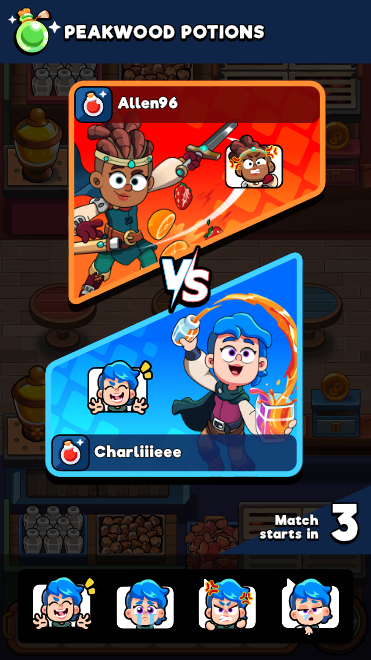 PEAKWOOD POTIONS
Allen96
VS
Charliiieee
Match
starts in
3